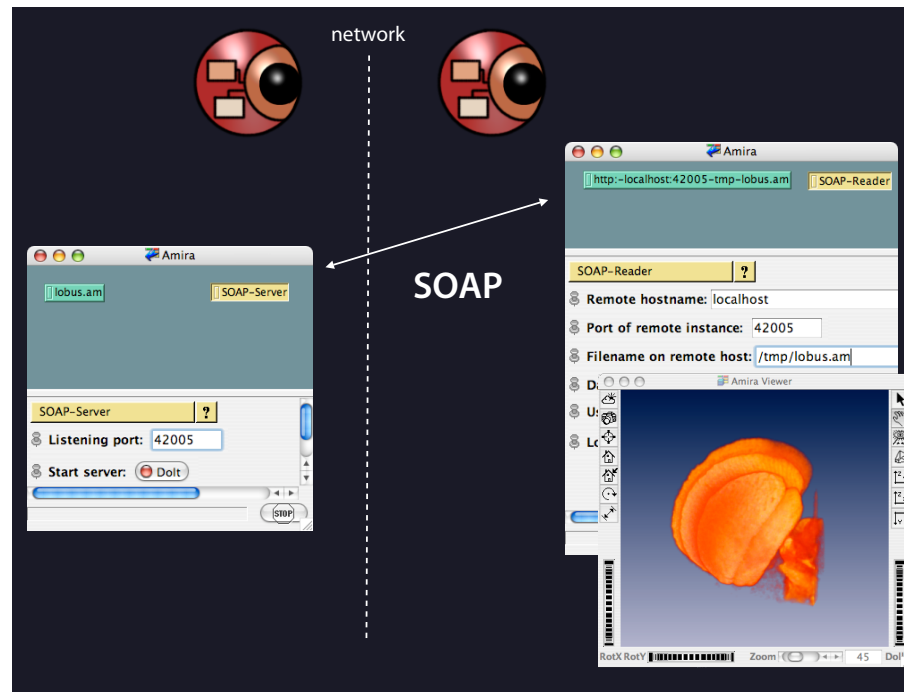 network
Amira
http:-localhost:42005-tmp-lobus.am
SOAP-Reader
SOAP-Reader
?
Remote hostname: localhost
Port of remote instance: 42005
Filename on remote host: /tmp/lobus.am
SOAP
Amira
lobus.am
SOAP-Server
SOAP-Server
?
Listening port: 42005
Start server: DoIt
STOP
Amira Viewer
RotX RotY
Zoom
45